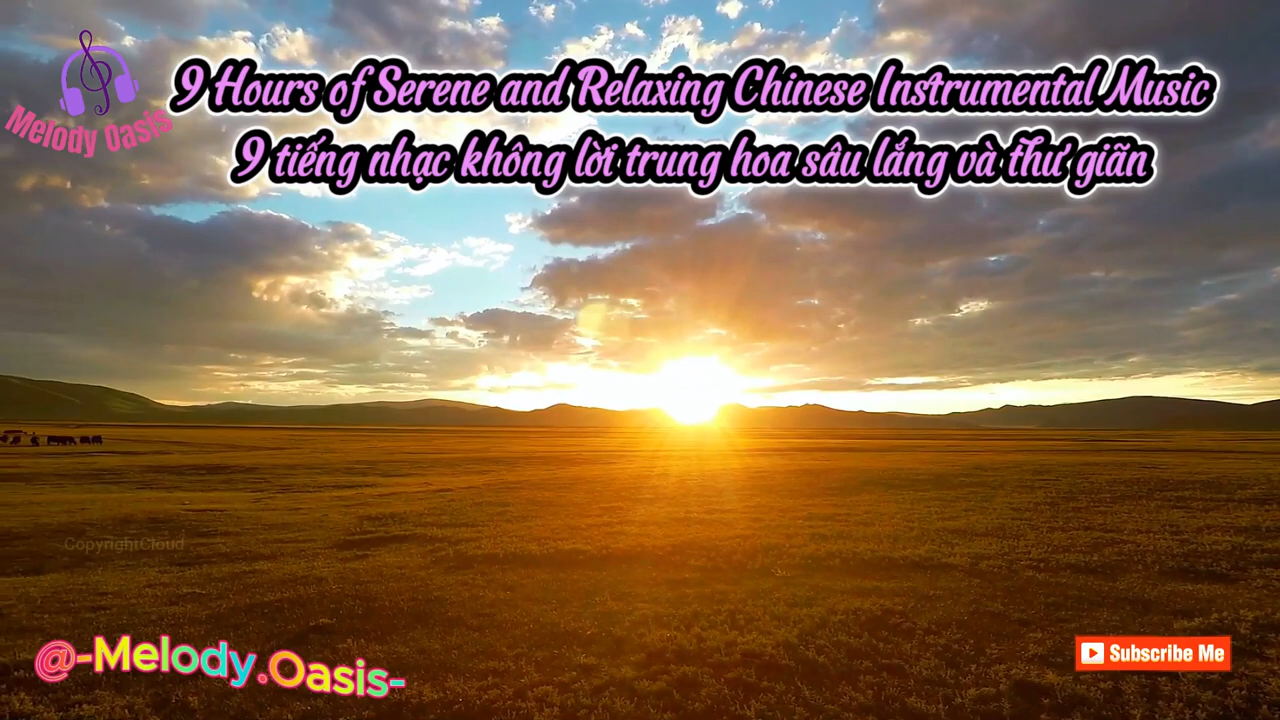 Melody Oasis
9 Hours of Serene and Relaxing Chinese Instrumental Music
9 tiếng nhạc không lời trung hoa sâu lắng và thư giãn
CopyrightCloud
@-Melody.Oasis-
Subscribe Me